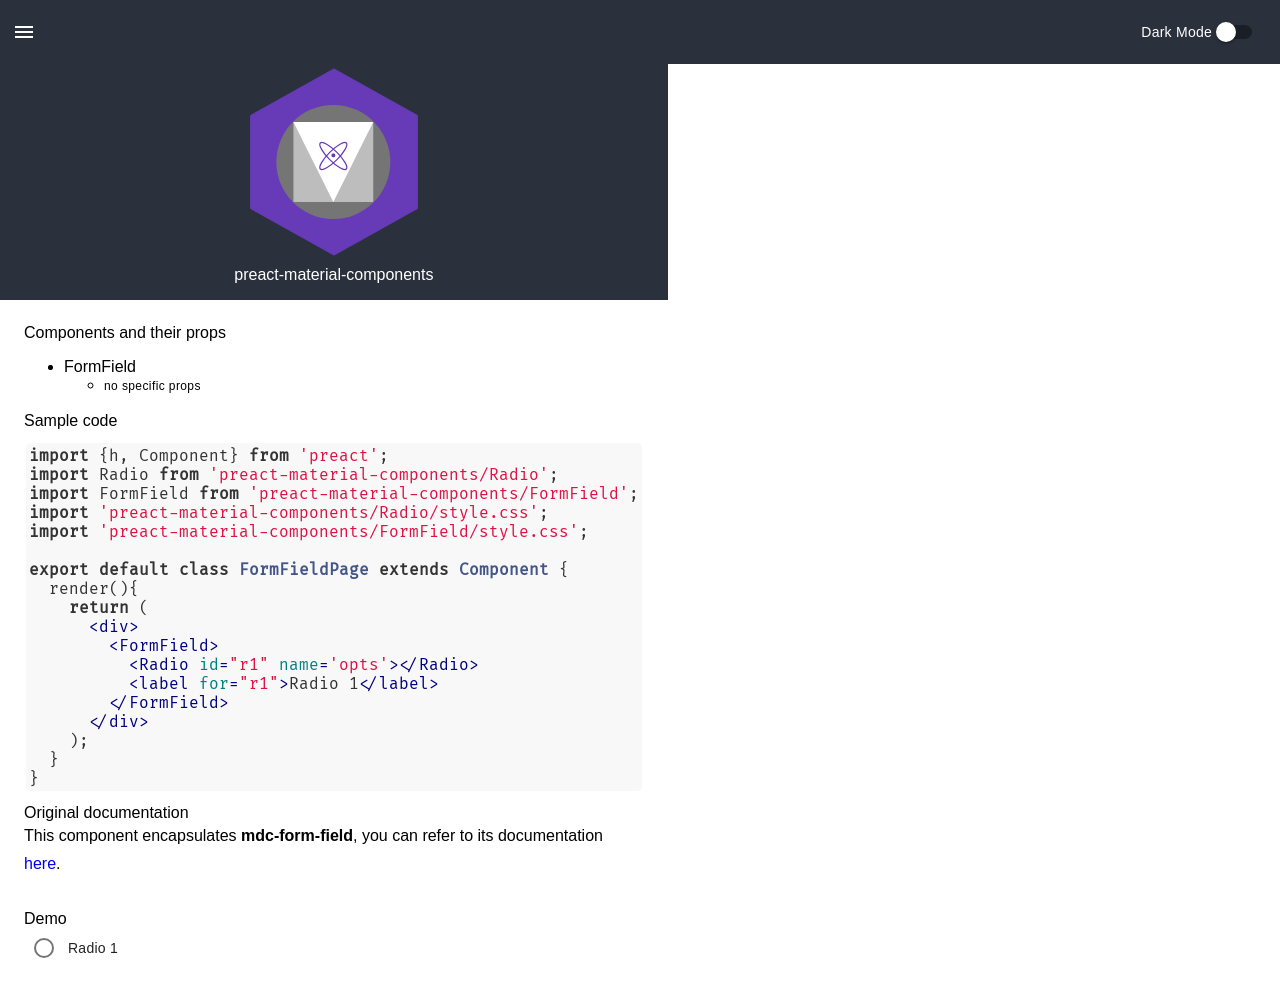 Dark Mode
preact-material-components
Components and their props
FormField
no specific props
Sample code
import {h, Component} from 'preact';
import Radio from 'preact-material-components/Radio';
import FormField from 'preact-material-components/FormField';
import 'preact-material-components/Radio/style.css';
import 'preact-material-components/FormField/style.css';
export default class FormFieldPage extends Component {
  render(){
    return (
      <div>
        <FormField>
          <Radio id="r1" name='opts'></Radio>
          <label for="r1">Radio 1</label>
        </FormField>
      </div>
    );
  }
}
Original documentation
This component encapsulates mdc-form-field, you can refer to its documentation
here.
Demo
Radio 1